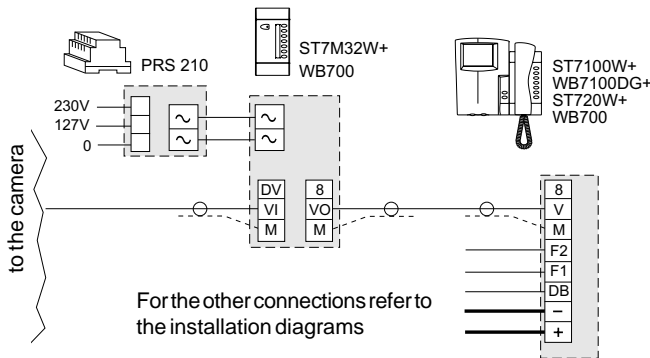 PRS 210
ST7M32W+
WB700
ST7100W+
WB7100DG+
ST720W+
WB700
230V
127V
0
~
~
~
~
to the camera
DV
VI
M
8
VO
M
8
V
M
F2
F1
DB
−
+
For the other connections refer to
the installation diagrams